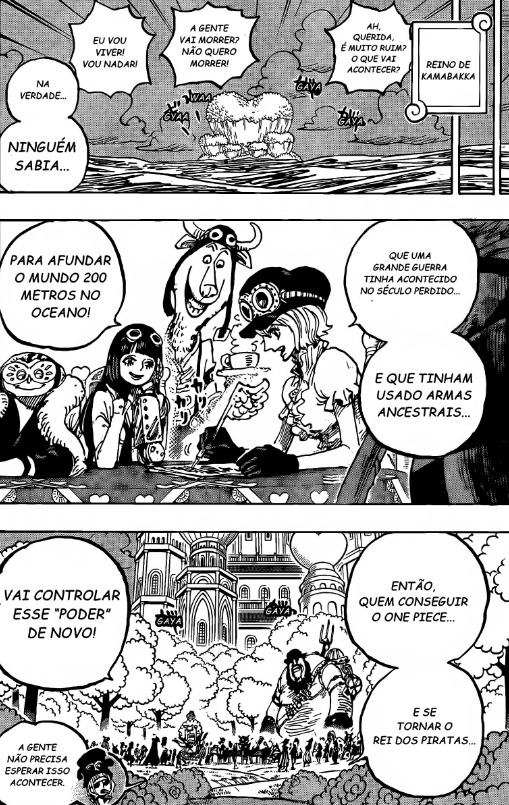 REINO DE
KAMABAKKA
AH,
QUERIDA,
É MUITO RUIM?
O QUE VAI
ACONTECER?
A GENTE
VAI MORRER?
NÃO QUERO
MORRER!
EU VOU
VIVER!
VOU NADAR!
GAYA
GAYA
WAA
GYAA
NA
VERDADE...
NINGUÉM
SABIA...
QUE UMA
GRANDE GUERRA
TINHA ACONTECIDO
NO SÉCULO PERDIDO...
E QUE TINHAM
USADO ARMAS
ANCESTRAIS...
PARA AFUNDAR
O MUNDO 200
METROS NO
OCEANO!
ENTÃO,
QUEM CONSEGUIR
O ONE PIECE...
E SE
TORNAR O
REI DOS PIRATAS...
GAYA
GAYA
VAI CONTROLAR
ESSE "PODER"
DE NOVO!
A GENTE
NÃO PRECISA
ESPERAR ISSO
ACONTECER.